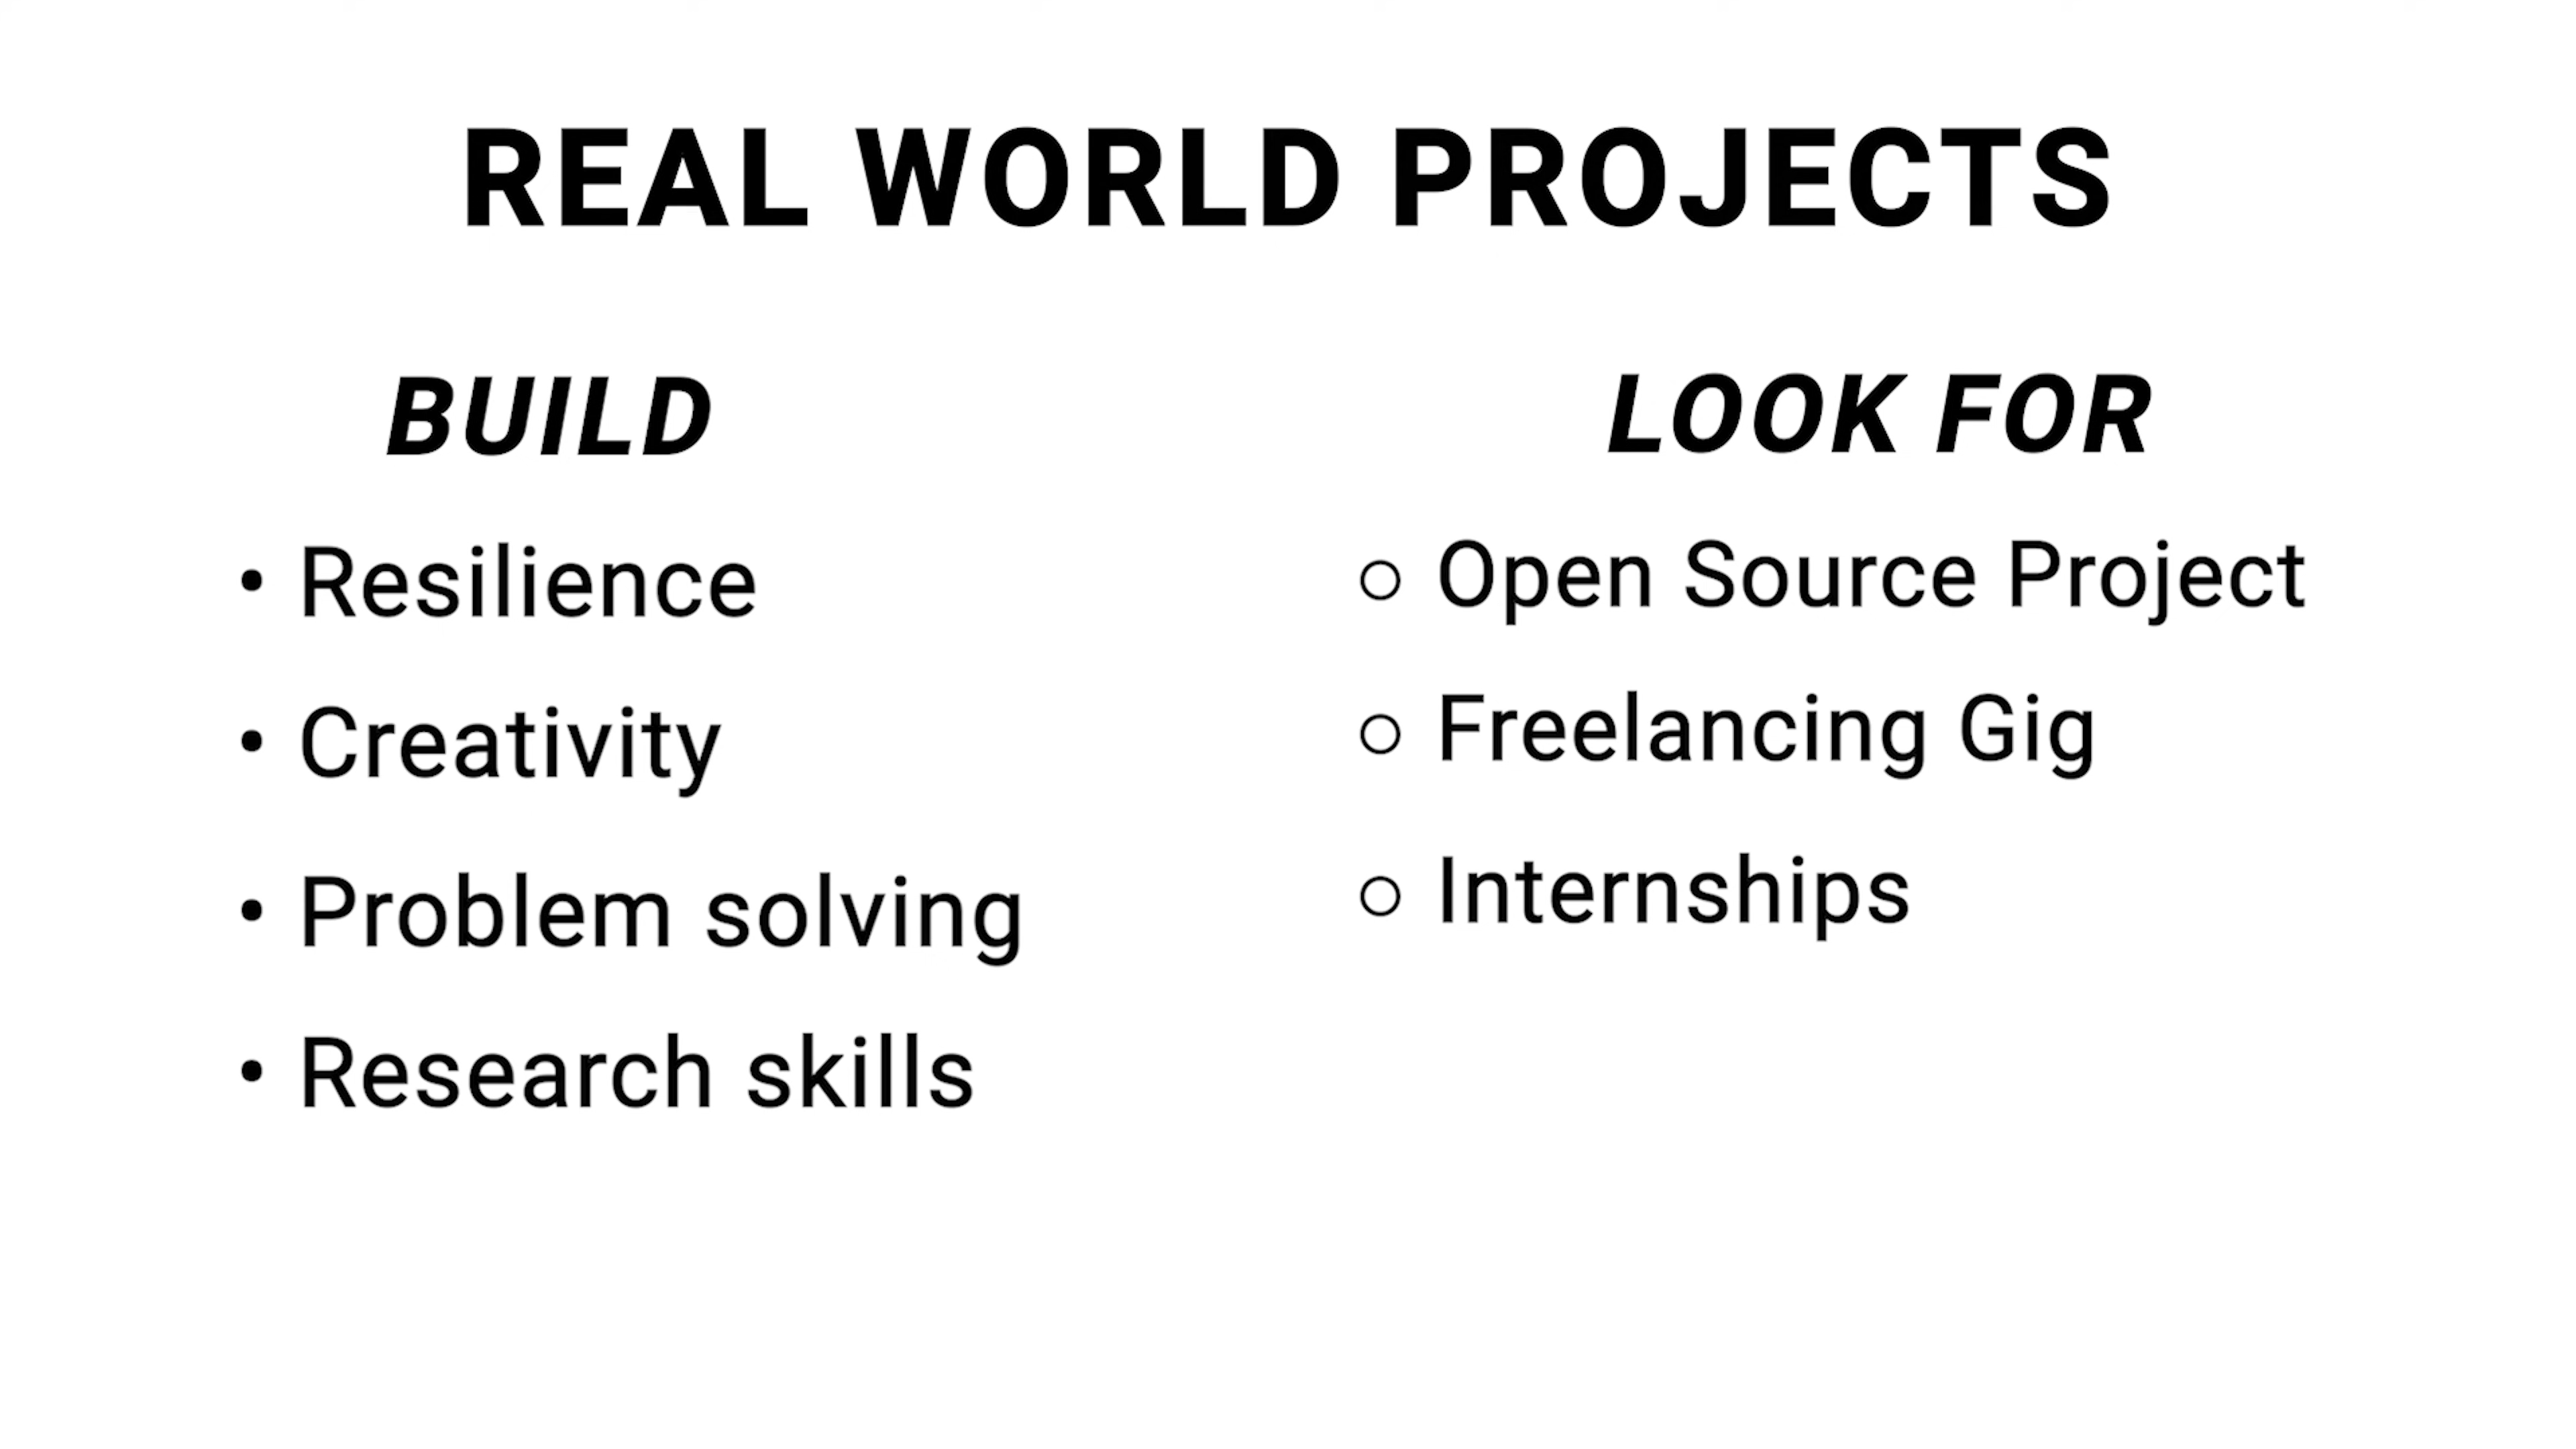 REAL WORLD PROJECTS
BUILD
• Resilience
• Creativity
• Problem solving
• Research skills
LOOK FOR
○ Open Source Project
○ Freelancing Gig
○ Internships